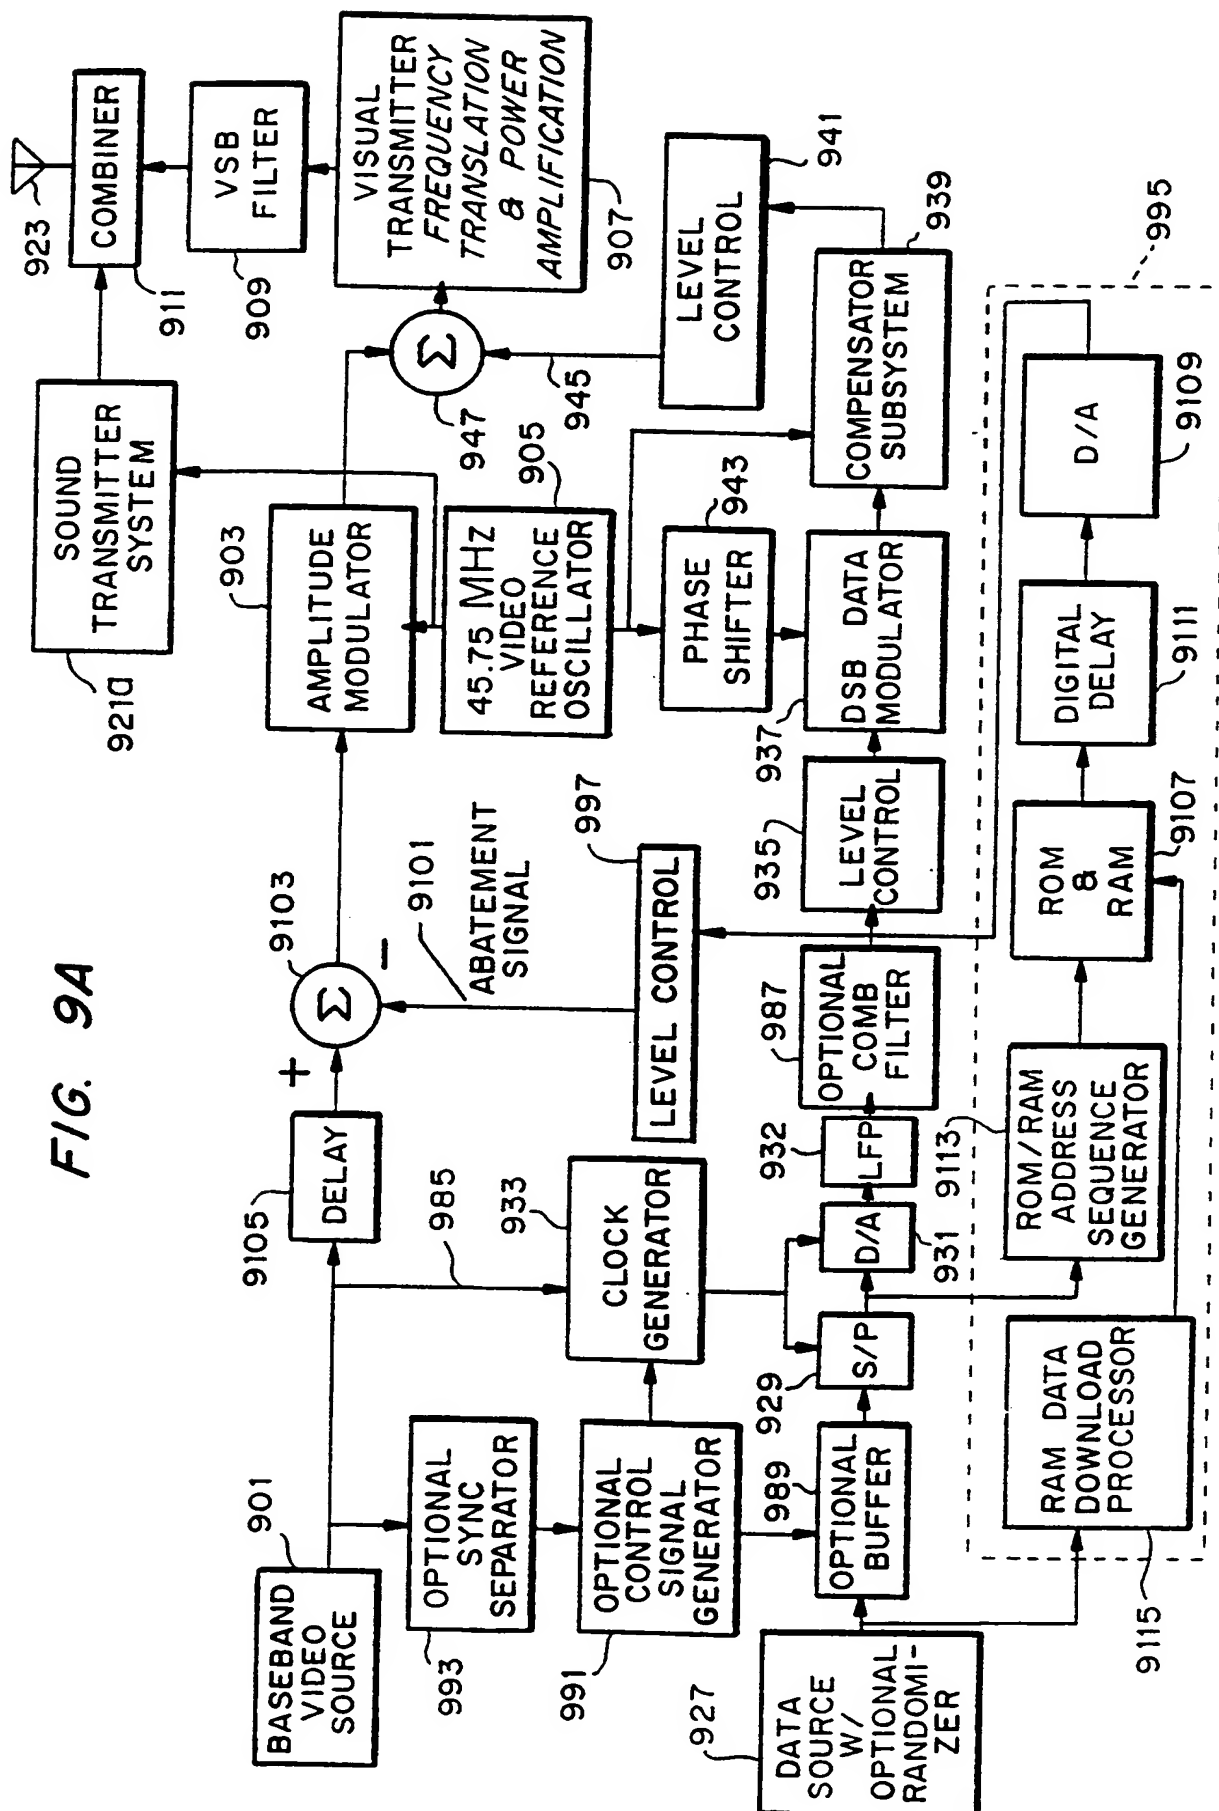 FIG. 9A
BASEBAND
VIDEO
SOURCE
901
9105
DELAY
+
9103
Σ
−
985
9101
ABATEMENT
SIGNAL
OPTIONAL
SYNC
SEPARATOR
993
OPTIONAL
CONTROL
SIGNAL
GENERATOR
991
933
CLOCK
GENERATOR
997
LEVEL CONTROL
SOUND
TRANSMITTER
SYSTEM
921a
903
AMPLITUDE
MODULATOR
45.75 MHz
VIDEO
REFERENCE
OSCILLATOR
905
Σ
947
945
923
COMBINER
911
VSB
FILTER
909
VISUAL
TRANSMITTER
FREQUENCY
TRANSLATION
& POWER
AMPLIFICATION
907
LEVEL
CONTROL
941
PHASE
SHIFTER
943
DATA
SOURCE
W/
OPTIONAL
RANDOMI-
ZER
927
989
OPTIONAL
BUFFER
929
S/P
D/A
931
932
LFP
987
OPTIONAL
COMB
FILTER
935
LEVEL
CONTROL
937
DSB DATA
MODULATOR
COMPENSATOR
SUBSYSTEM
939
995
RAM DATA
DOWNLOAD
PROCESSOR
9115
9113
ROM/RAM
ADDRESS
SEQUENCE
GENERATOR
ROM
&
RAM
9107
DIGITAL
DELAY
9111
D/A
9109